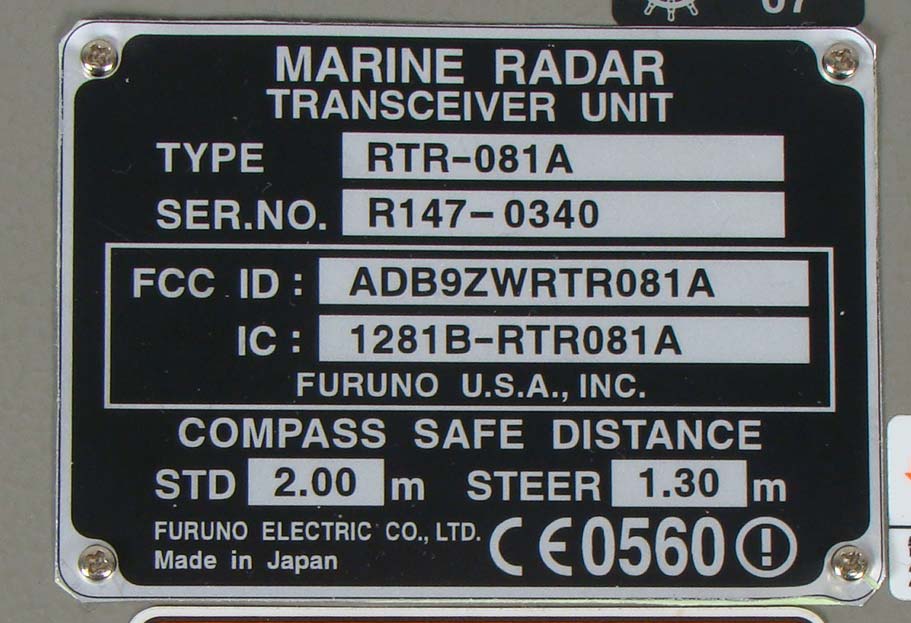 07
MARINE RADAR
TRANSCEIVER UNIT
TYPE RTR-081A
SER.NO. R147-0340
FCC ID: ADB9ZWRTR081A
IC: 1281B-RTR081A
FURUNO U.S.A., INC.
COMPASS SAFE DISTANCE
STD 2.00 m STEER 1.30 m
FURUNO ELECTRIC CO., LTD.
Made in Japan
CE0560